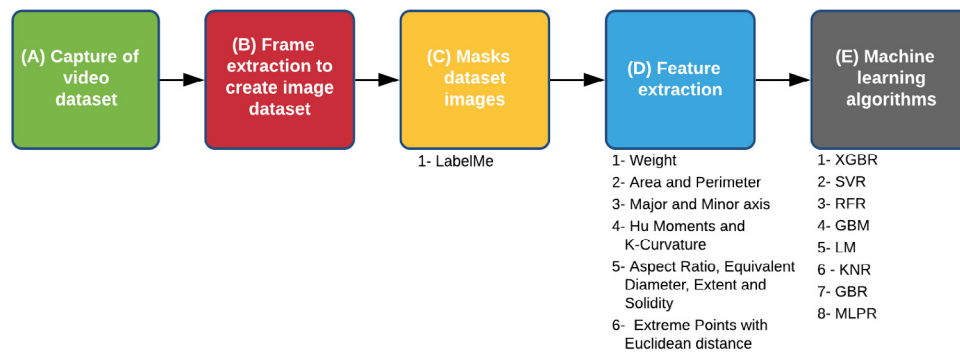 (A) Capture of
video
dataset
(B) Frame
extraction to
create image
dataset
(C) Masks
dataset
images
1- LabelMe
(D) Feature
extraction
1- Weight
2- Area and Perimeter
3- Major and Minor axis
4- Hu Moments and
K-Curvature
5- Aspect Ratio, Equivalent
Diameter, Extent and
Solidity
6-  Extreme Points with
Euclidean distance
(E) Machine
learning
algorithms
1- XGBR
2- SVR
3- RFR
4- GBM
5- LM
6 - KNR
7- GBR
8- MLPR